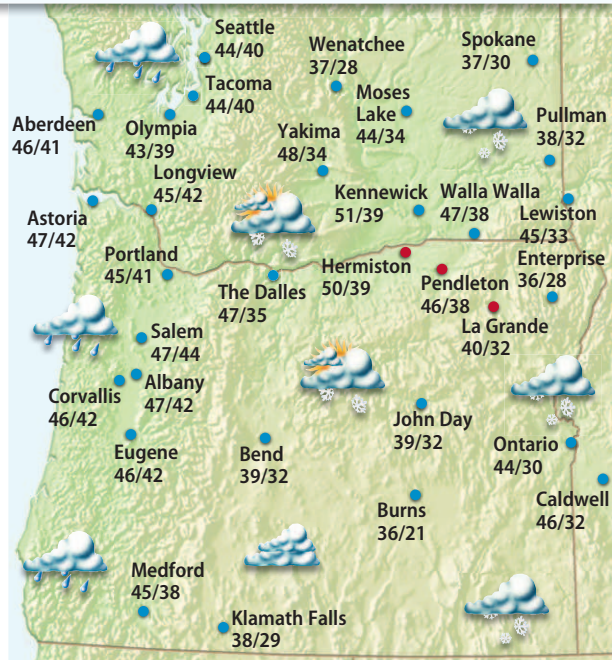 Seattle
44/40
Wenatchee
37/28
Spokane
37/30
Tacoma
44/40
Moses
Lake
44/34
Pullman
38/32
Aberdeen
46/41
Olympia
43/39
Yakima
48/34
Longview
45/42
Kennewick
51/39
Walla Walla
47/38
Lewiston
45/33
Astoria
47/42
Portland
45/41
The Dalles
47/35
Hermiston
50/39
Pendleton
46/38
Enterprise
36/28
La Grande
40/32
Salem
47/44
Corvallis
46/42
Albany
47/42
John Day
39/32
Eugene
46/42
Bend
39/32
Ontario
44/30
Caldwell
46/32
Burns
36/21
Medford
45/38
Klamath Falls
38/29